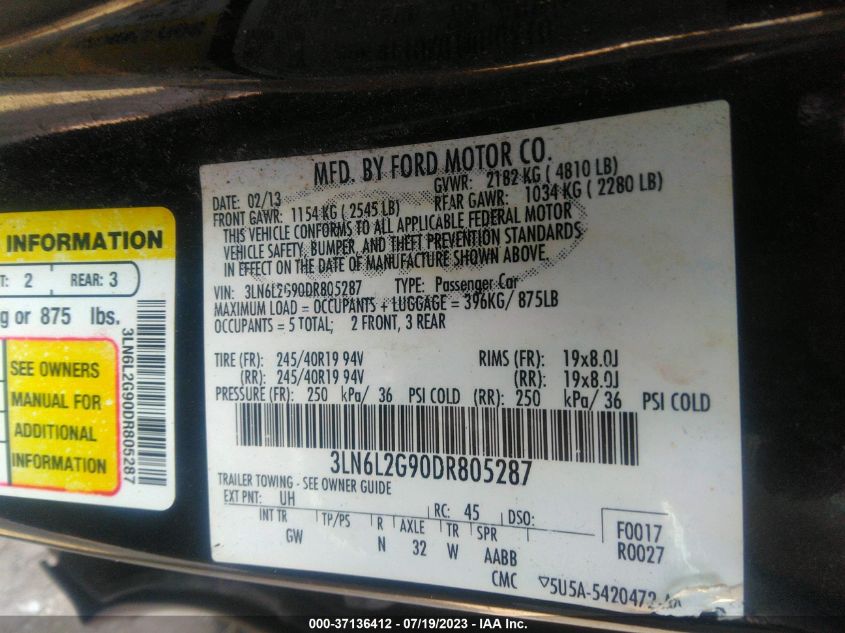 MFD. BY FORD MOTOR CO.
DATE: 02/13 GVWR: 2182 KG ( 4810 LB)
FRONT GAWR: 1154 KG ( 2545 LB) REAR GAWR: 1034 KG ( 2280 LB)
THIS VEHICLE CONFORMS TO ALL APPLICABLE FEDERAL MOTOR
VEHICLE SAFETY, BUMPER, AND THEFT PREVENTION STANDARDS
IN EFFECT ON THE DATE OF MANUFACTURE SHOWN ABOVE.
VIN: 3LN6L2G90DR805287 TYPE: Passenger Car
MAXIMUM LOAD = OCCUPANTS + LUGGAGE = 396KG/ 875LB
OCCUPANTS = 5 TOTAL; 2 FRONT, 3 REAR
TIRE (FR): 245/40R19 94V RIMS (FR): 19x8.0J
(RR): 245/40R19 94V (RR): 19x8.0J
PRESSURE (FR): 250 kPa/ 36 PSI COLD (RR): 250 kPa/ 36 PSI COLD
3LN6L2G90DR805287
TRAILER TOWING - SEE OWNER GUIDE
EXT PNT: UH RC: 45 DSO:
INT TR TP/PS R AXLE TR SPR
GW N 32 W AABB
CMC
F0017
R0027
▽5U5A-5420472-AA
INFORMATION
2 REAR: 3
g or 875 lbs.
SEE OWNERS
MANUAL FOR
ADDITIONAL
INFORMATION
3LN6L2G90DR805287
000-37136412 / 07/19/2023 - IAA Inc.